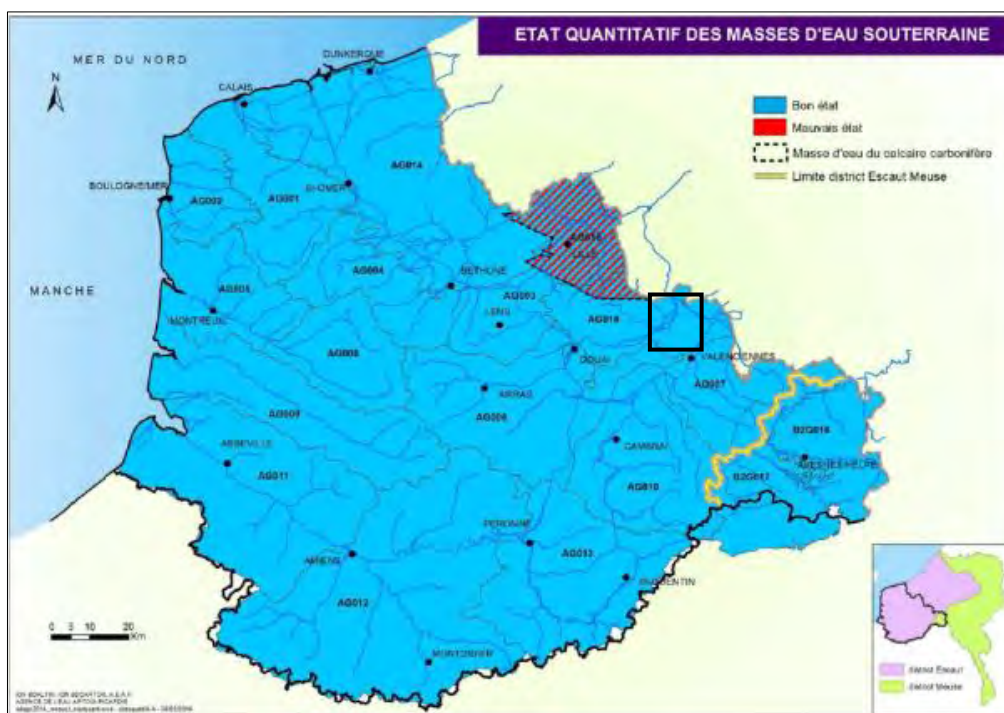 ETAT QUANTITATIF DES MASSES D'EAU SOUTERRAINE
MER DU NORD
N
DUNKERQUE
CALAIS
Bon état
Mauvais état
Masse d'eau du calcaire carbonifère
Limite district Escaut Meuse
AG014
BOULOGNE/MER
AG002
AG001
ST-OMER
LILLE
AG004
BETHUNE
AG003
MANCHE
AG005
MONTREUIL
LENS
AG018
DOUAI
VALENCIENNES
AG008
AG007
ARRAS
AG006
AG009
B2G016
CAMBRAI
ABBEVILLE
AG011
B2G017
AG010
PERONNE
AMIENS
AG013
ST-QUENTIN
AG012
0 5 10 20
Km
MONTDIDIER
district Escaut
district Meuse